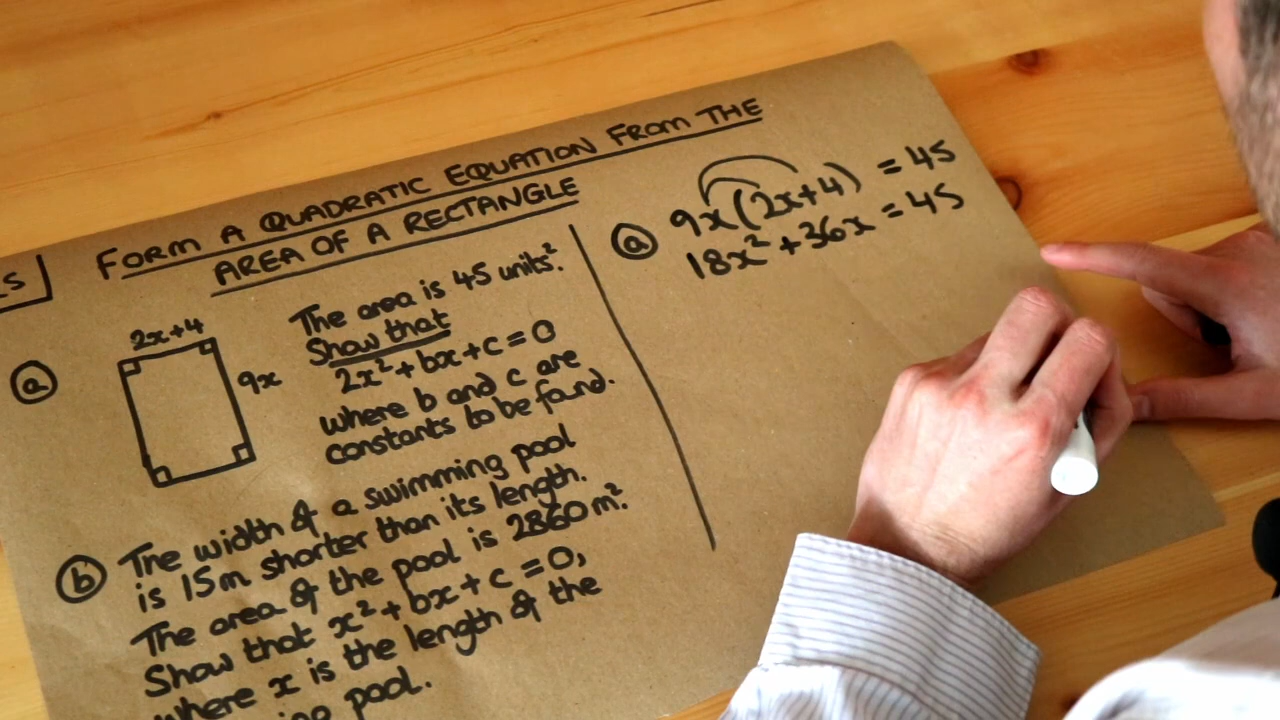 FORM A QUADRATIC EQUATION FROM THE
AREA OF A RECTANGLE
ⓐ
2x+4
9x
The area is 45 units².
Show that
2x²+bx+c=0
where b and c are
constants to be found.
ⓑ The width of a swimming pool
is 15m shorter than its length.
The area of the pool is 2860m².
Show that x²+bx+c=0,
where x is the length of the
pool.
ⓐ 9x(2x+4) = 45
18x²+36x = 45